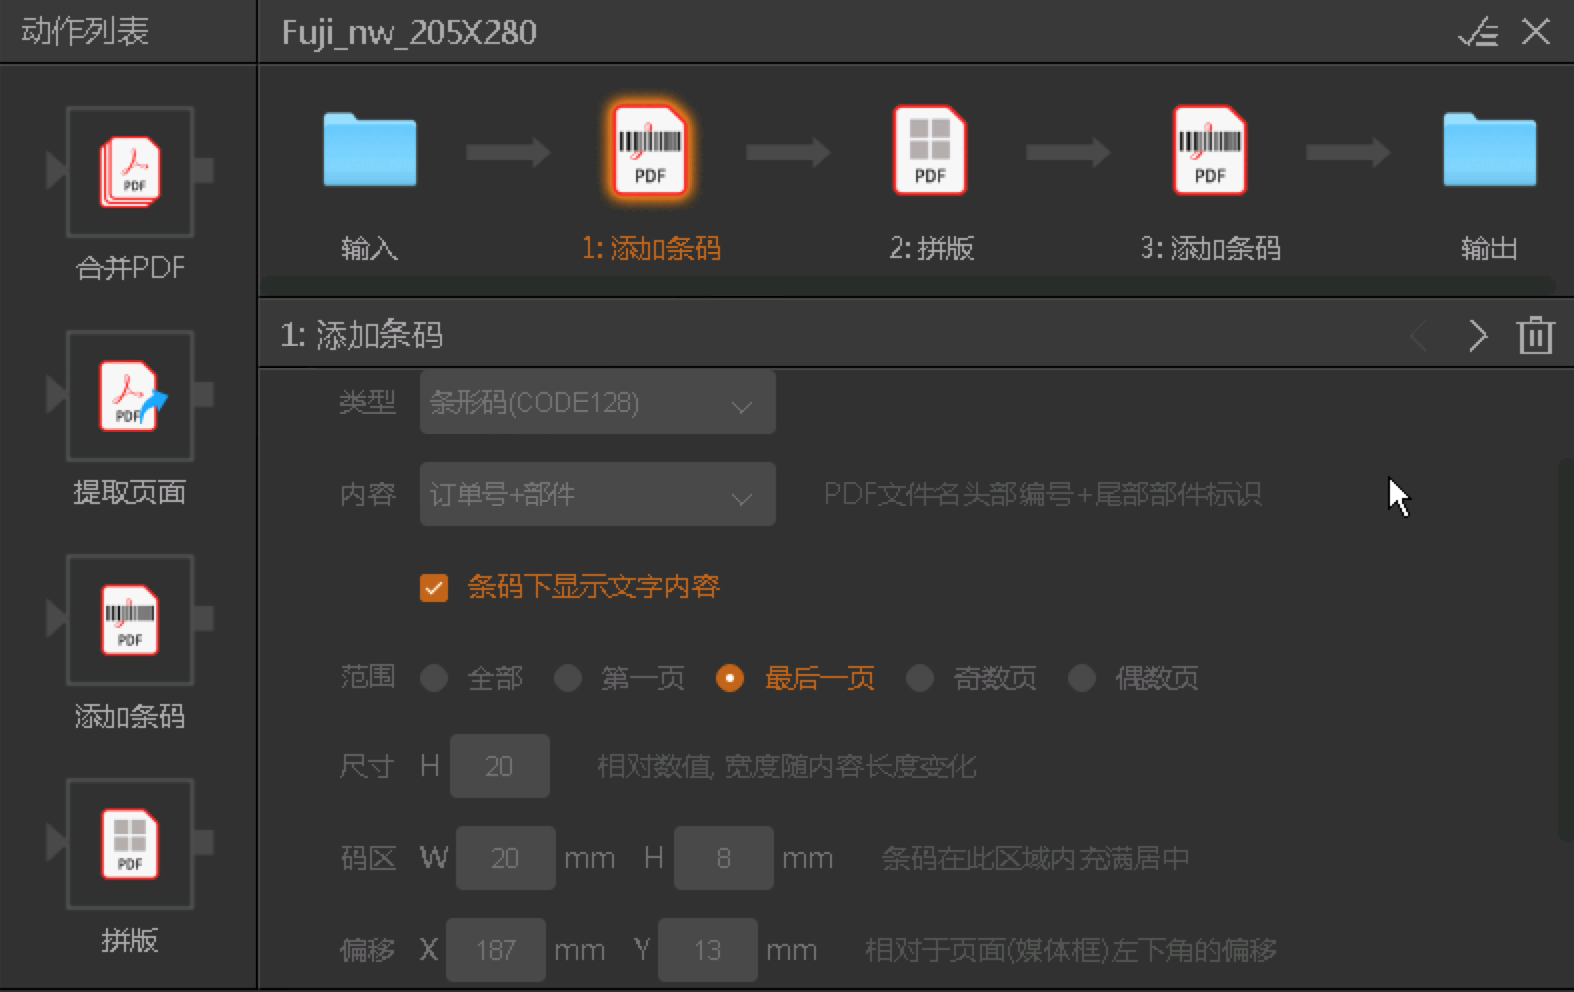 动作列表
Fuji_nw_205X280
PDF
合并PDF
PDF
提取页面
PDF
添加条码
PDF
拼版
PDF
PDF
PDF
输入
1: 添加条码
2: 拼版
3: 添加条码
输出
1: 添加条码
类型 条形码(CODE128)
内容 订单号+部件 PDF文件名头部编号+尾部部件标识
条码下显示文字内容
范围 全部 第一页 最后一页 奇数页 偶数页
尺寸 H 20 相对数值, 宽度随内容长度变化
码区 W 20 mm H 8 mm 条码在此区域内充满居中
偏移 X 187 mm Y 13 mm 相对于页面(媒体框)左下角的偏移